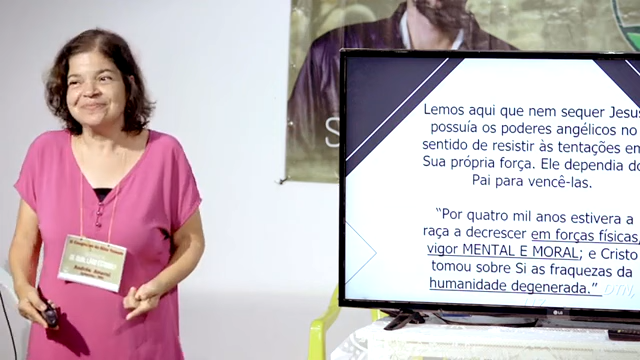 S
Lemos aqui que nem sequer Jesus
possuía os poderes angélicos no
sentido de resistir às tentações em
Sua própria força. Ele dependia do
Pai para vencê-las.
"Por quatro mil anos estivera a
raça a decrescer em forças físicas,
vigor MENTAL E MORAL; e Cristo
tomou sobre Si as fraquezas da
humanidade degenerada."
LG